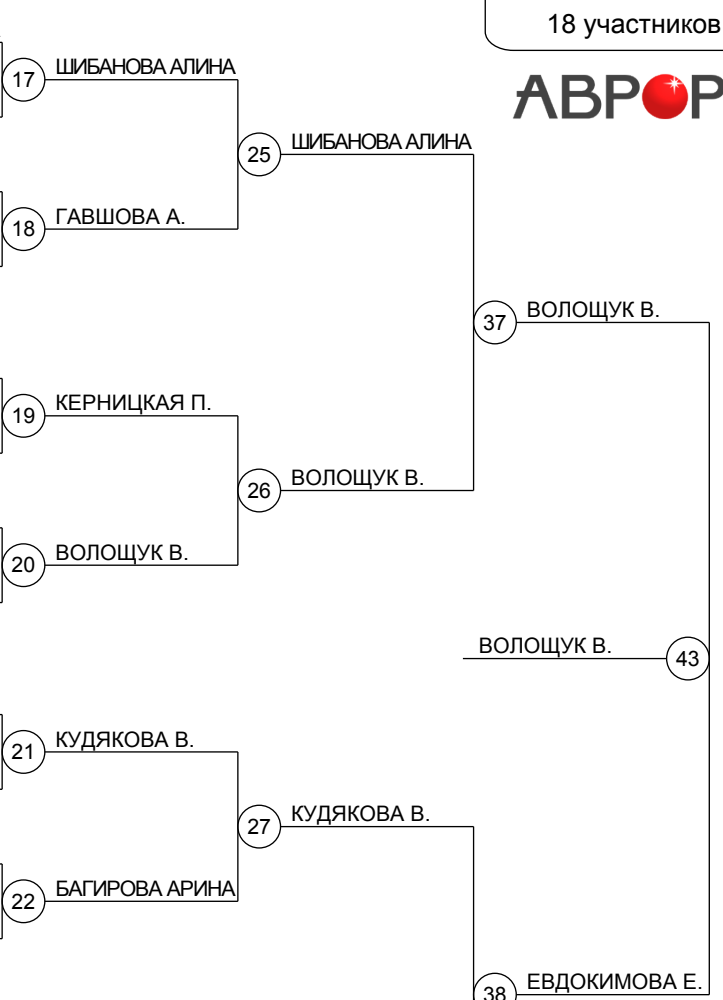 18 участников
АВРОР
17 ШИБАНОВА АЛИНА
25 ШИБАНОВА АЛИНА
18 ГАВШОВА А.
37 ВОЛОЩУК В.
19 КЕРНИЦКАЯ П.
26 ВОЛОЩУК В.
20 ВОЛОЩУК В.
ВОЛОЩУК В. 43
21 КУДЯКОВА В.
27 КУДЯКОВА В.
22 БАГИРОВА АРИНА
38 ЕВДОКИМОВА Е.